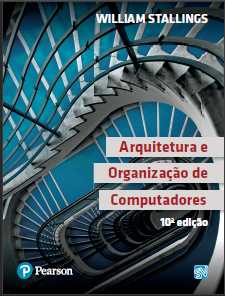 WILLIAM STALLINGS
Arquitetura e
Organização de
Computadores
10ª edição
Pearson